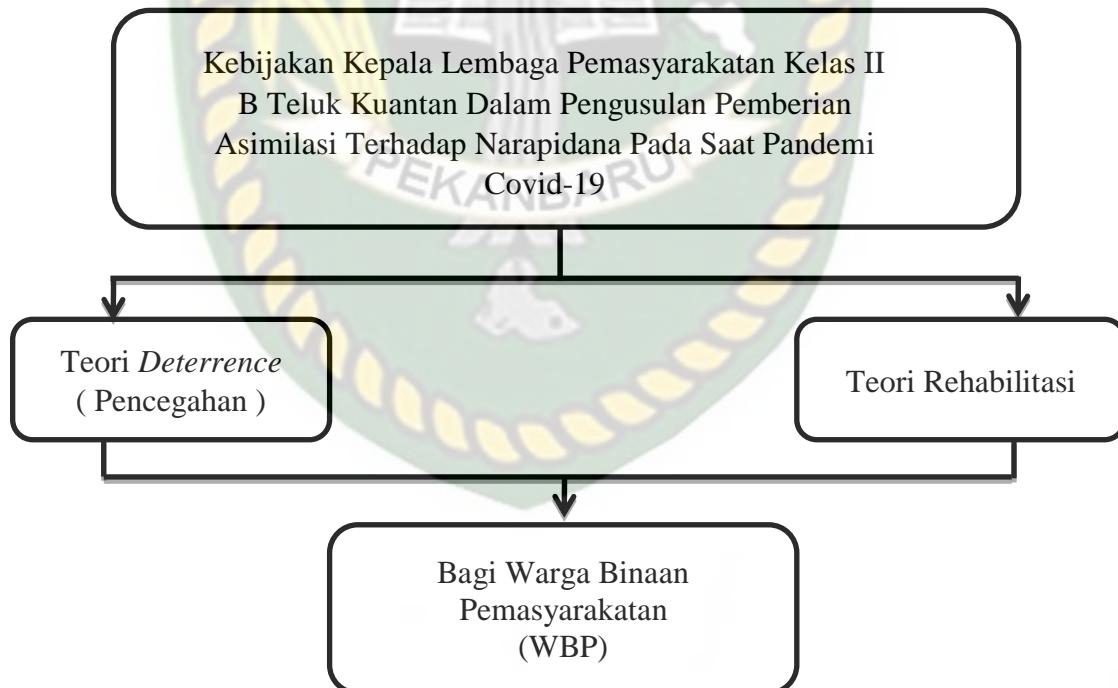 Kebijakan Kepala Lembaga Pemasyarakatan Kelas II
B Teluk Kuantan Dalam Pengusulan Pemberian
Asimilasi Terhadap Narapidana Pada Saat Pandemi
Covid-19
PEKANBARU
Teori Deterrence
( Pencegahan )
Teori Rehabilitasi
Bagi Warga Binaan
Pemasyarakatan
(WBP)